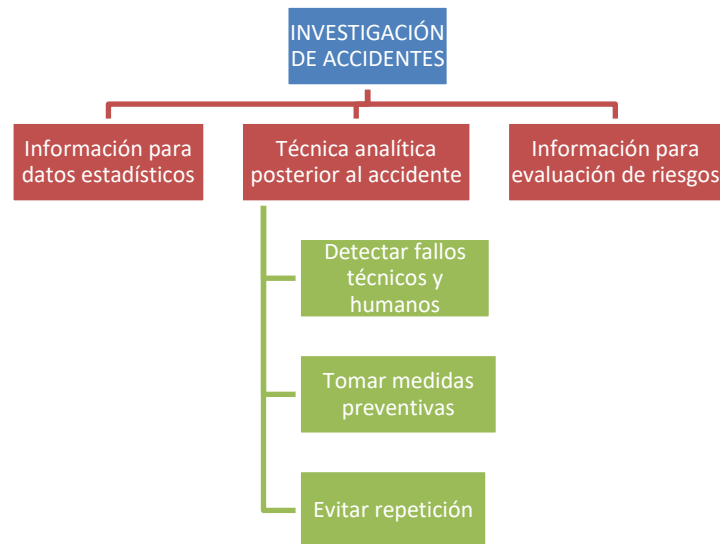 INVESTIGACIÓN
DE ACCIDENTES
Información para
datos estadísticos
Técnica analítica
posterior al accidente
Información para
evaluación de riesgos
Detectar fallos
técnicos y
humanos
Tomar medidas
preventivas
Evitar repetición